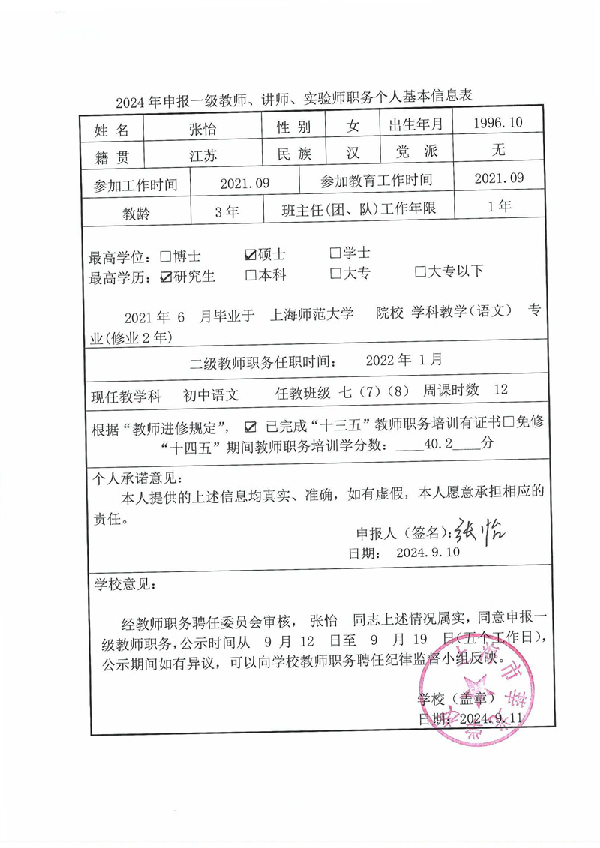 2024 年申报一级教师、讲师、实验师职务个人基本信息表
姓 名 张怡 性 别 女 出生年月 1996.10
籍 贯 江苏 民 族 汉 党 派 无
参加工作时间 2021.09 参加教育工作时间 2021.09
教龄 3 年 班主任(团、队)工作年限 1 年
最高学位：□博士 ☑硕士 □学士
最高学历：☑研究生 □本科 □大专 □大专以下
2021 年 6 月毕业于 上海师范大学 院校 学科教学(语文) 专
业(修业 2 年)
二级教师职务任职时间： 2022 年 1 月
现任教学科 初中语文 任教班级 七 (7) (8) 周课时数 12
根据“教师进修规定”，☑ 已完成“十三五”教师职务培训有证书□免修
“十四五”期间教师职务培训学分数：____40.2___分
个人承诺意见：
本人提供的上述信息均真实、准确，如有虚假，本人愿意承担相应的
责任。
申报人（签名）：张怡
日期： 2024.9.10
学校意见：
经教师职务聘任委员会审核， 张怡 同志上述情况属实，同意申报一
级教师职务，公示时间从 9 月 12 日至 9 月 19 日(五个工作日)，
公示期间如有异议，可以向学校教师职务聘任纪律监督小组反映。
学校（盖章）
日期：2024.9.11